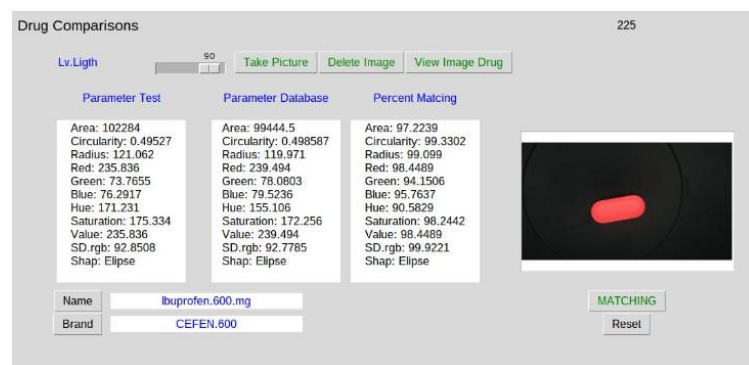 Drug Comparisons
225
Lv.Ligth
90
Take Picture
Delete Image
View Image Drug
Parameter Test
Parameter Database
Percent Matcing
Area: 102284
Circularity: 0.49527
Radius: 121.062
Red: 235.836
Green: 73.7655
Blue: 76.2917
Hue: 171.231
Saturation: 175.334
Value: 235.836
SD.rgb: 92.8508
Shap: Elipse
Area: 99444.5
Circularity: 0.498587
Radius: 119.971
Red: 239.494
Green: 78.0803
Blue: 79.5236
Hue: 155.106
Saturation: 172.256
Value: 239.494
SD.rgb: 92.7785
Shap: Elipse
Area: 97.2239
Circularity: 99.3302
Radius: 99.099
Red: 98.4489
Green: 94.1506
Blue: 95.7637
Hue: 90.5829
Saturation: 98.2442
Value: 98.4489
SD.rgb: 99.9221
Shap: Elipse
Name
Ibuprofen.600.mg
Brand
CEFEN.600
MATCHING
Reset